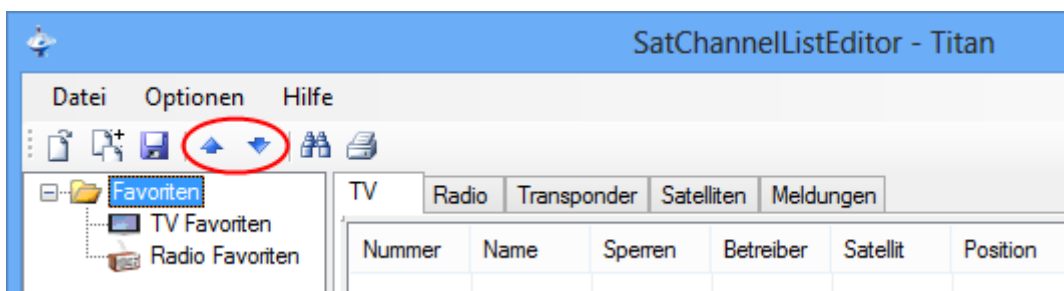 SatChannelListEditor - Titan
Datei Optionen Hilfe
Favoriten
TV Favoriten
Radio Favoriten
TV Radio Transponder Satelliten Meldungen
Nummer Name Sperren Betreiber Satellit Position